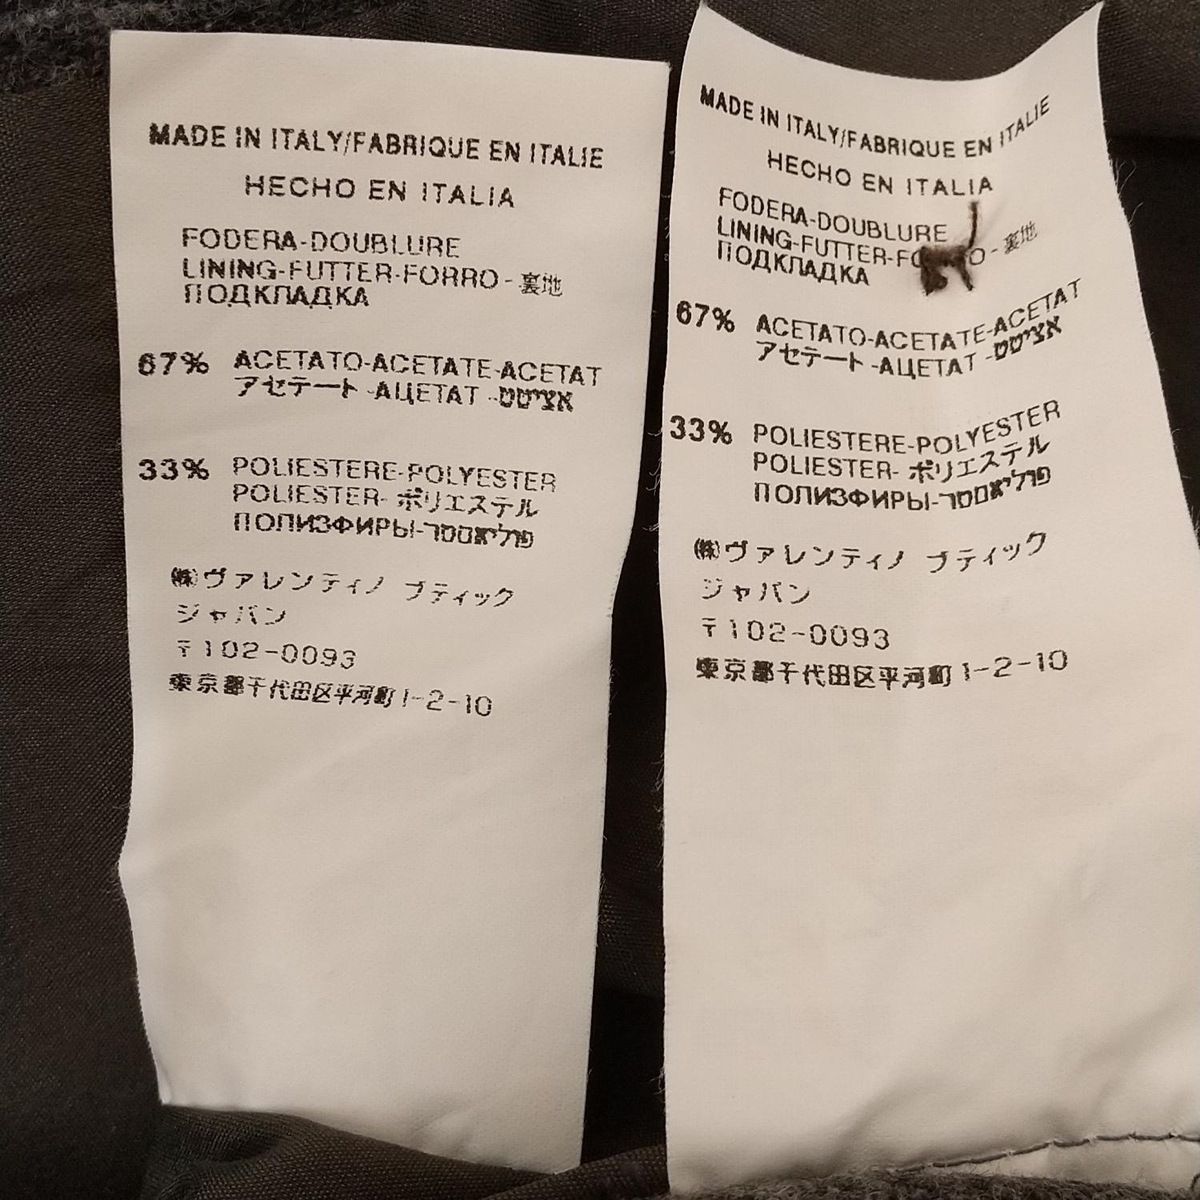 MADE IN ITALY/FABRIQUE EN ITALIE
HECHO EN ITALIA
FODERA-DOUBLURE
LINING-FUTTER-FORRO-裏地
ПОДКЛАДКА
67% ACETATO-ACETATE-ACETAT
アセテート-АЦЕТАТ-אציטט
33% POLIESTERE-POLYESTER
POLIESTER-ポリエステル
ПОЛИЗФИРЫ-פוליאסטר
㈱ヴァレンティノ ブティック
ジャパン
〒102-0093
東京都千代田区平河町1-2-10
MADE IN ITALY/FABRIQUE EN ITALIE
HECHO EN ITALIA
FODERA-DOUBLURE
LINING-FUTTER-FORRO-裏地
ПОДКЛАДКА
67% ACETATO-ACETATE-ACETAT
アセテート-АЦЕТАТ-אציטט
33% POLIESTERE-POLYESTER
POLIESTER-ポリエステル
ПОЛИЗФИРЫ-פוליאסטר
㈱ヴァレンティノ ブティック
ジャパン
〒102-0093
東京都千代田区平河町1-2-10